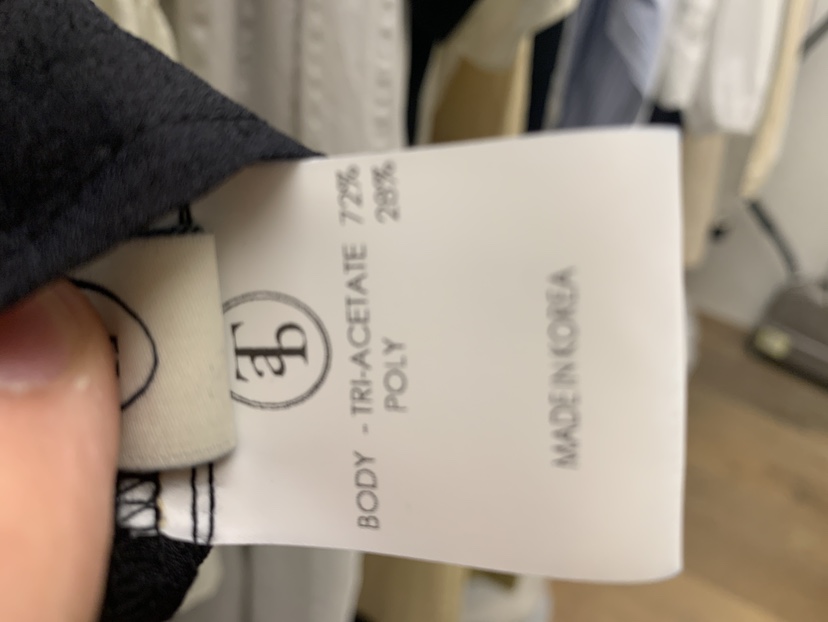 BODY - TRI-ACETATE 72%
POLY 28%
MADE IN KOREA